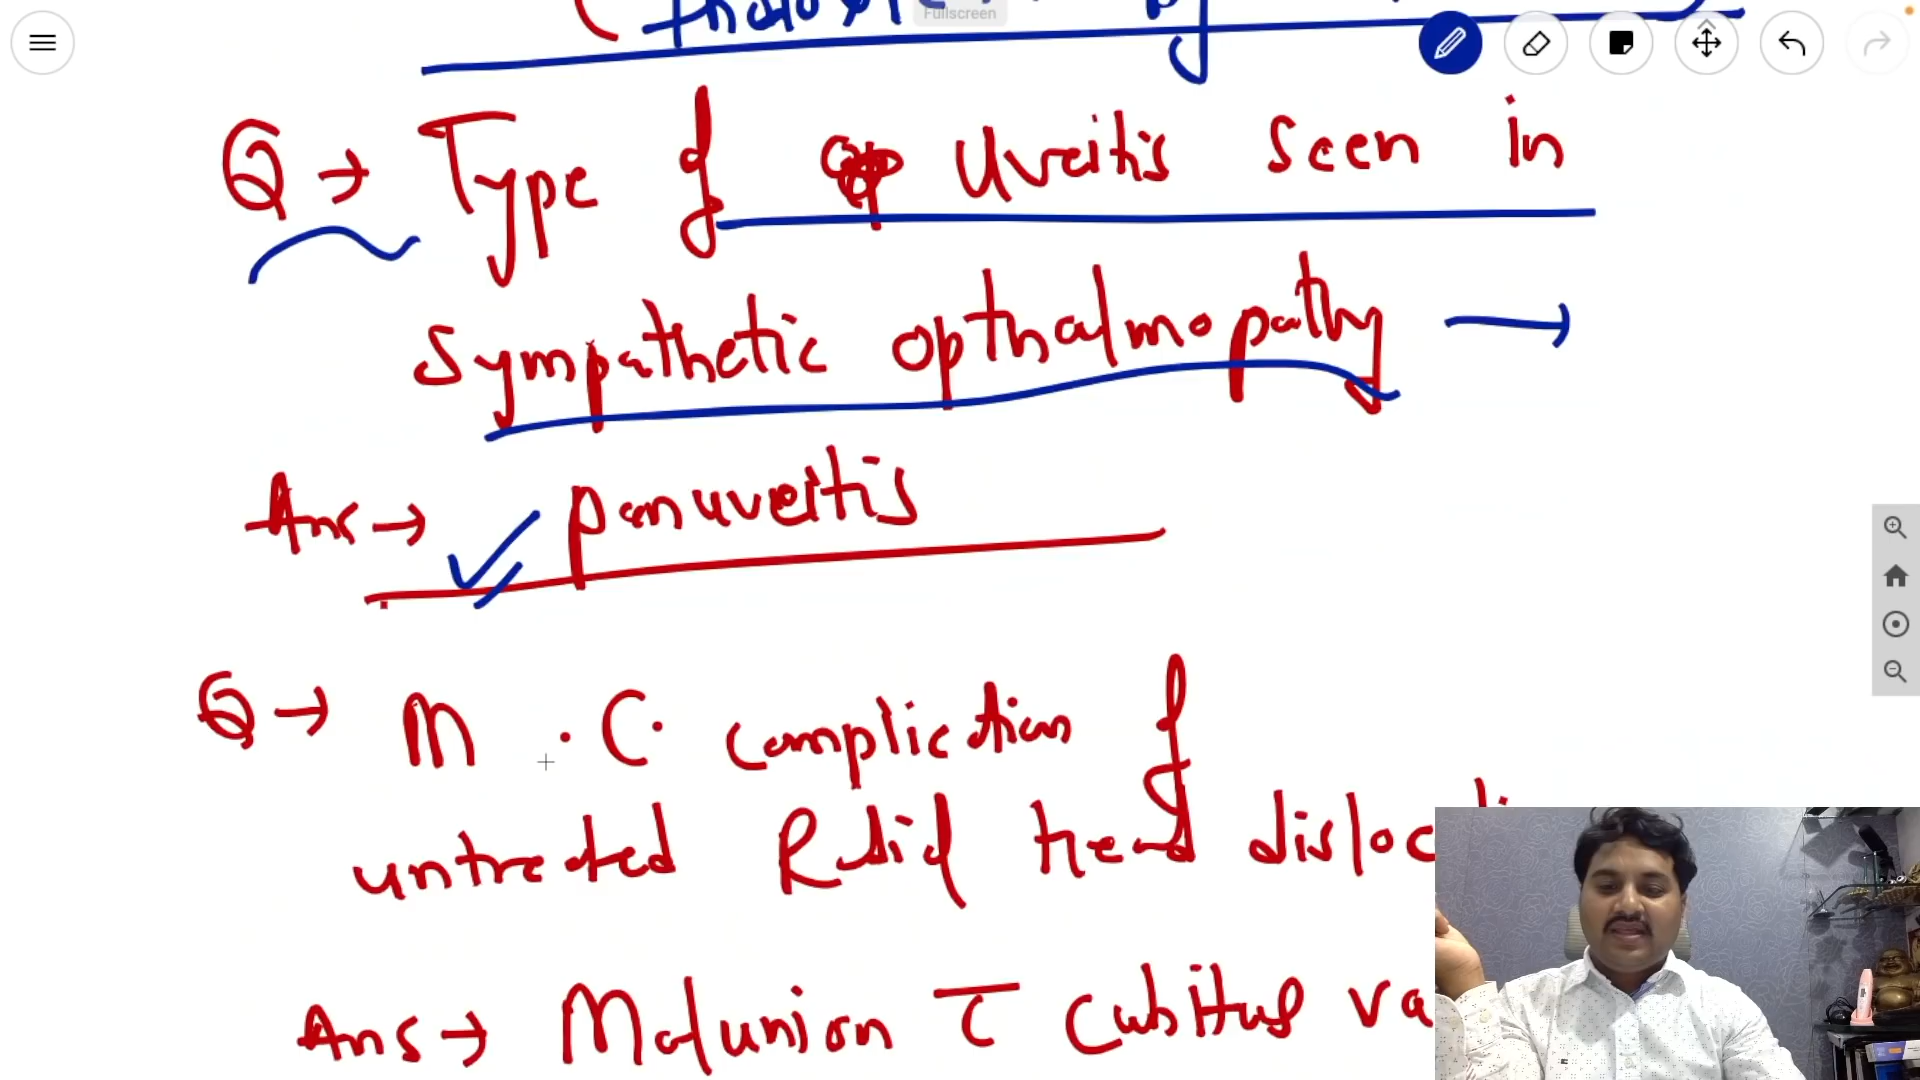 Fullscreen
Q → Type of Uveitis seen in
Sympathetic opthalmopathy →
Ans → panuveitis
Q → M . C. complication of
untreated Radial Head disloc
Ans → Malunion c cubitus va